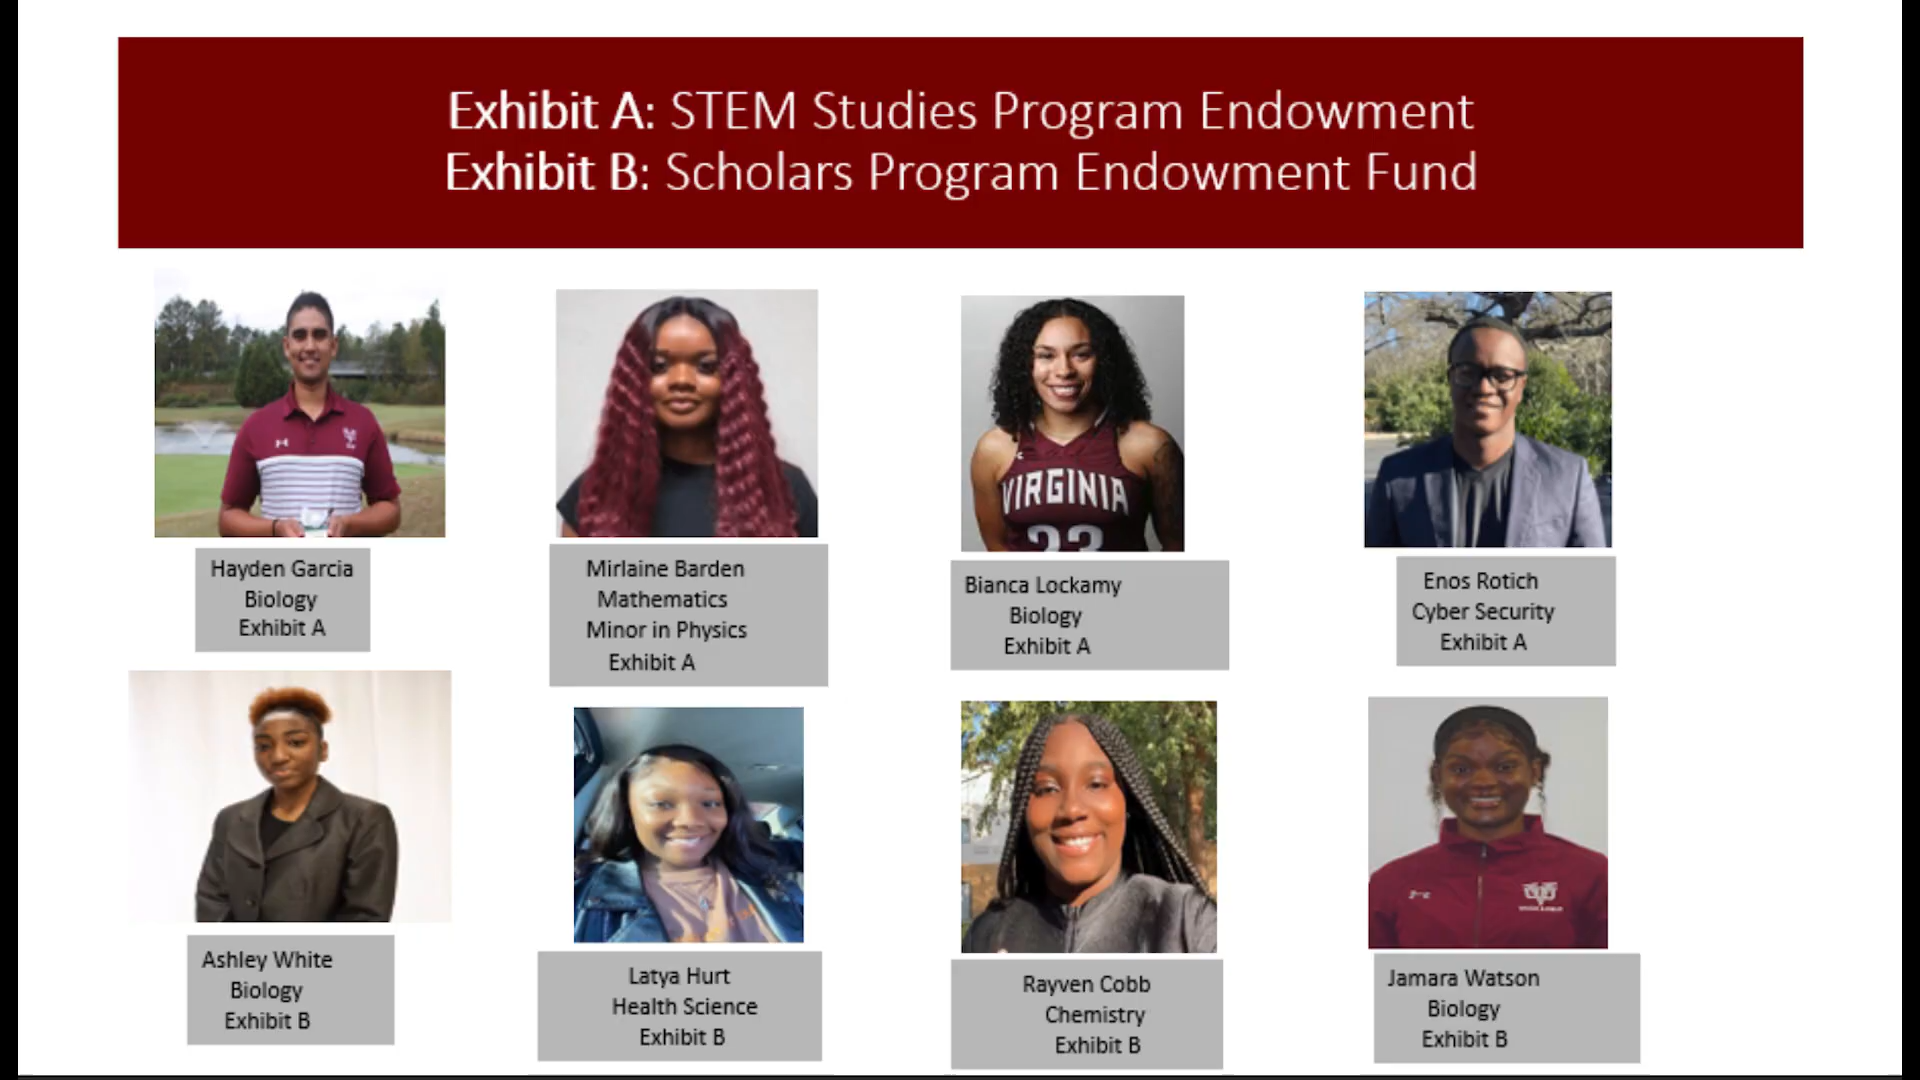 Exhibit A: STEM Studies Program Endowment
Exhibit B: Scholars Program Endowment Fund
VIRGINIA
23
Hayden Garcia
Biology
Exhibit A
Mirlaine Barden
Mathematics
Minor in Physics
Exhibit A
Bianca Lockamy
Biology
Exhibit A
Enos Rotich
Cyber Security
Exhibit A
Ashley White
Biology
Exhibit B
Latya Hurt
Health Science
Exhibit B
Rayven Cobb
Chemistry
Exhibit B
Jamara Watson
Biology
Exhibit B